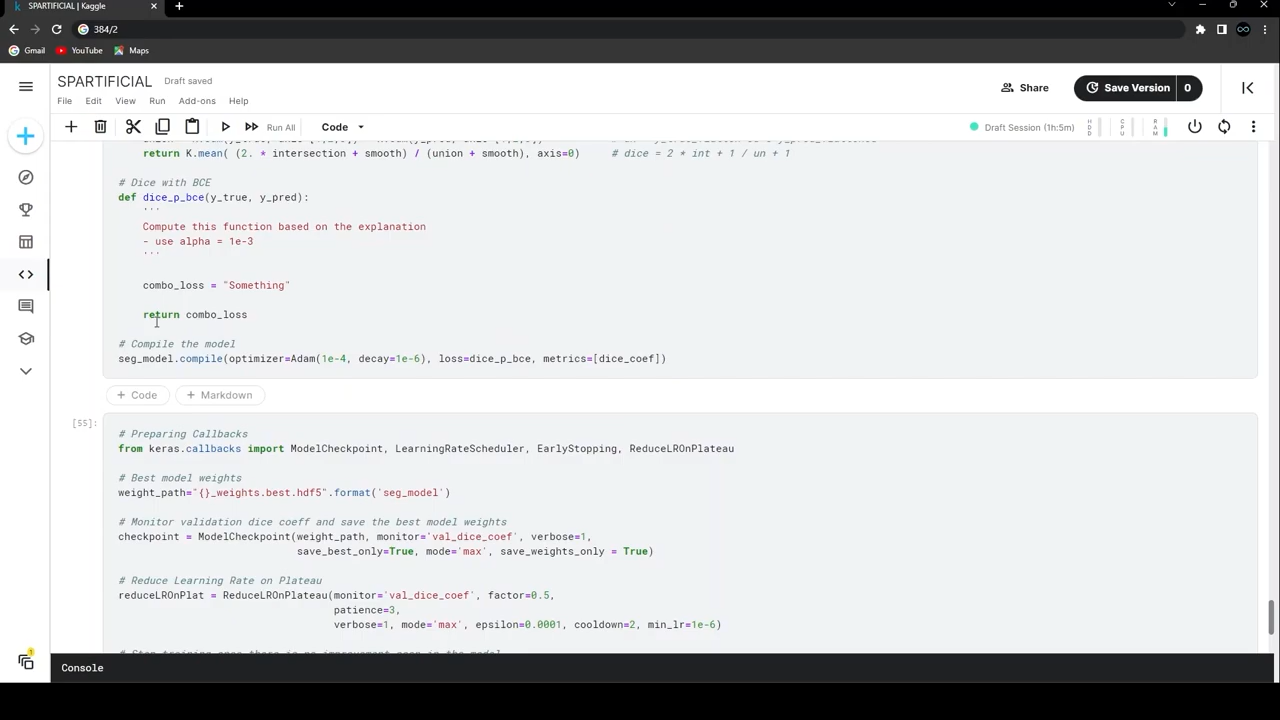 SPARTIFICIAL | Kaggle
384/2
Gmail YouTube Maps
SPARTIFICIAL Draft saved
File Edit View Run Add-ons Help
Share
Save Version 0
Run All Code
Draft Session (1h:5m)
HDD
CPU
RAM
return K.mean( (2. * intersection + smooth) / (union + smooth), axis=0) # dice = 2 * int + 1 / un + 1
# Dice with BCE
def dice_p_bce(y_true, y_pred):
'''
Compute this function based on the explanation
- use alpha = 1e-3
'''
combo_loss = "Something"
return combo_loss
# Compile the model
seg_model.compile(optimizer=Adam(1e-4, decay=1e-6), loss=dice_p_bce, metrics=[dice_coef])
+ Code + Markdown
[55]:
# Preparing Callbacks
from keras.callbacks import ModelCheckpoint, LearningRateScheduler, EarlyStopping, ReduceLROnPlateau
# Best model weights
weight_path="{}_weights.best.hdf5".format('seg_model')
# Monitor validation dice coeff and save the best model weights
checkpoint = ModelCheckpoint(weight_path, monitor='val_dice_coef', verbose=1,
save_best_only=True, mode='max', save_weights_only = True)
# Reduce Learning Rate on Plateau
reduceLROnPlat = ReduceLROnPlateau(monitor='val_dice_coef', factor=0.5,
patience=3,
verbose=1, mode='max', epsilon=0.0001, cooldown=2, min_lr=1e-6)
1
Console